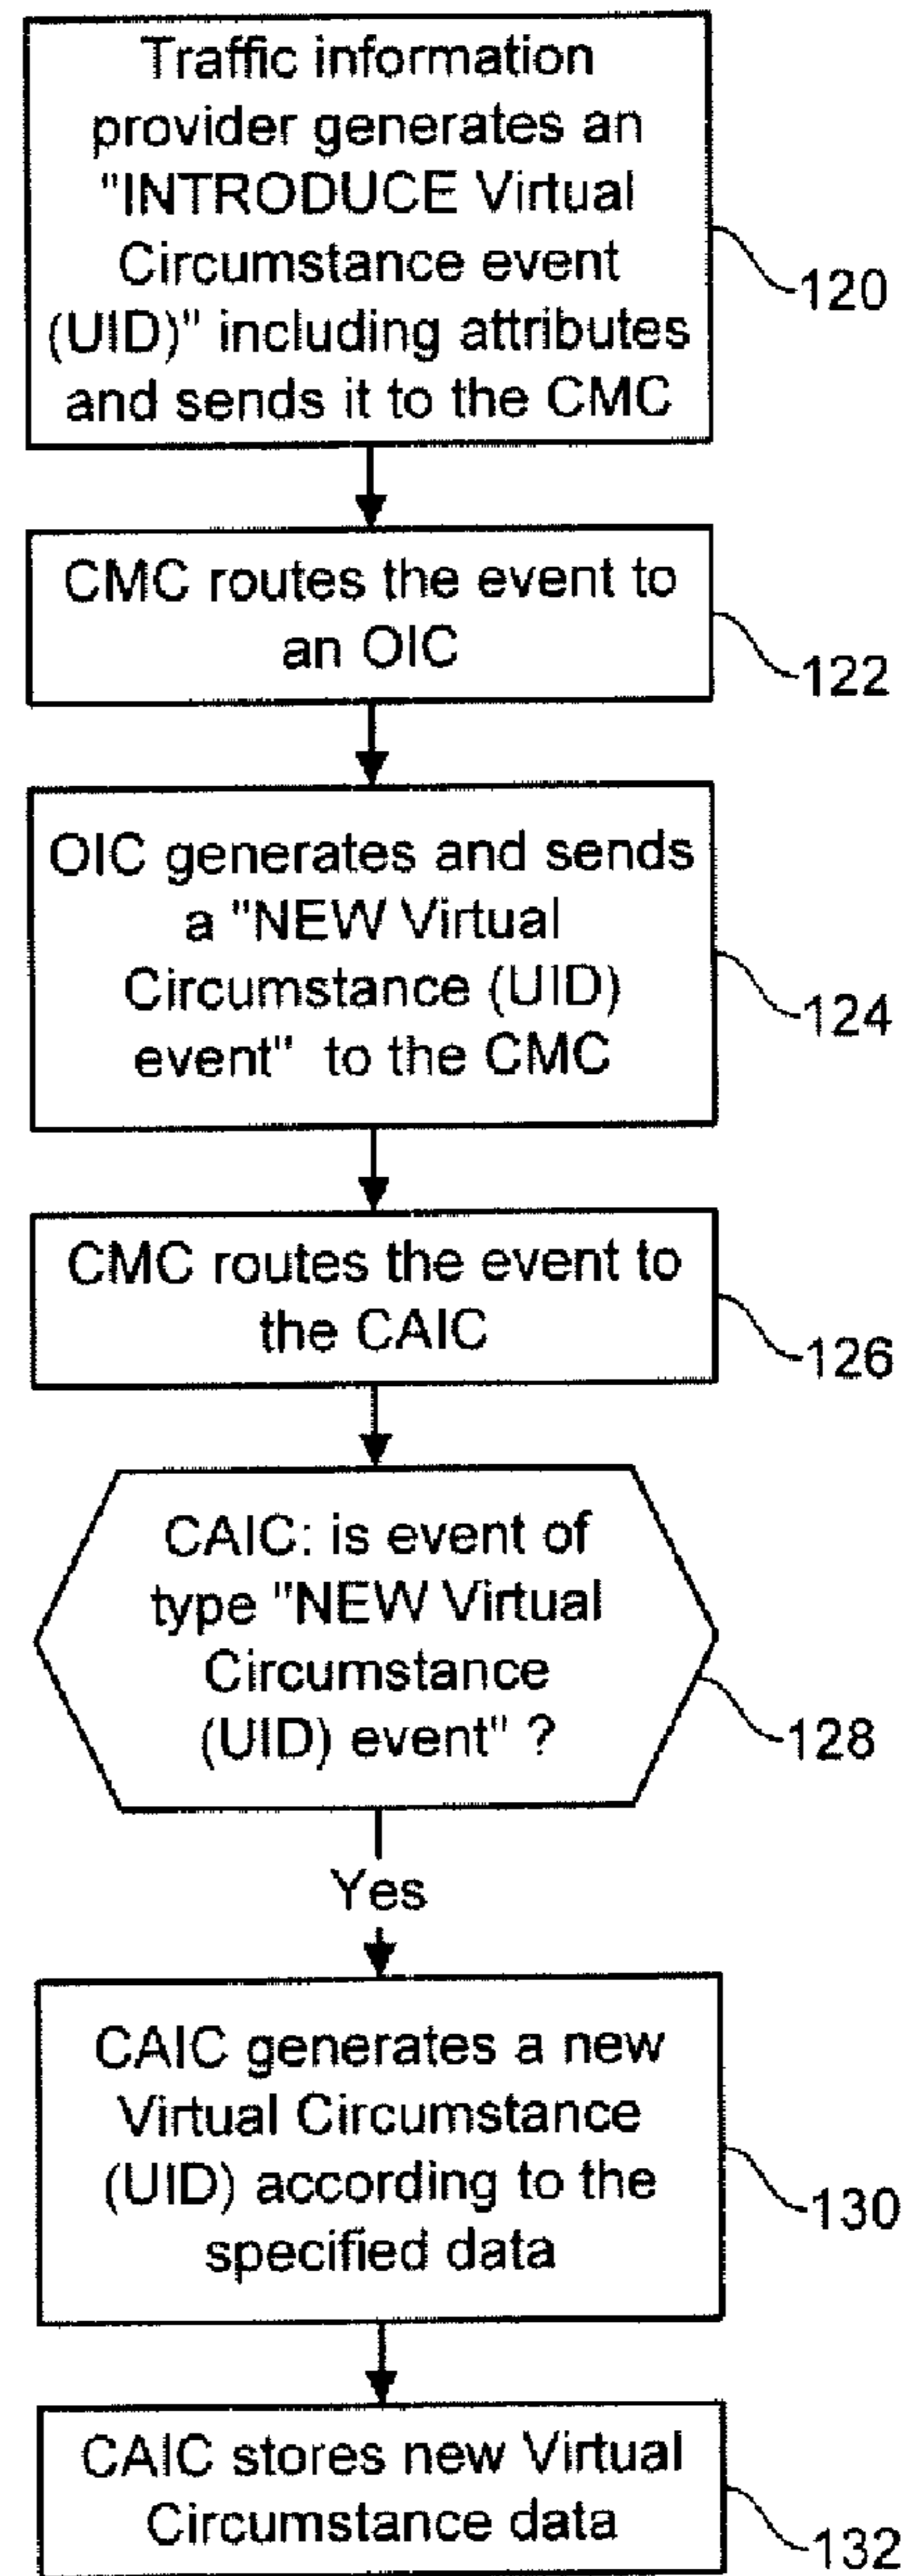 Traffic information
provider generates an
"INTRODUCE Virtual
Circumstance event
(UID)" including attributes
and sends it to the CMC
120
CMC routes the event to
an OIC
122
OIC generates and sends
a "NEW Virtual
Circumstance (UID)
event" to the CMC
124
CMC routes the event to
the CAIC
126
CAIC: is event of
type "NEW Virtual
Circumstance
(UID) event" ?
128
Yes
CAIC generates a new
Virtual Circumstance
(UID) according to the
specified data
130
CAIC stores new Virtual
Circumstance data
132